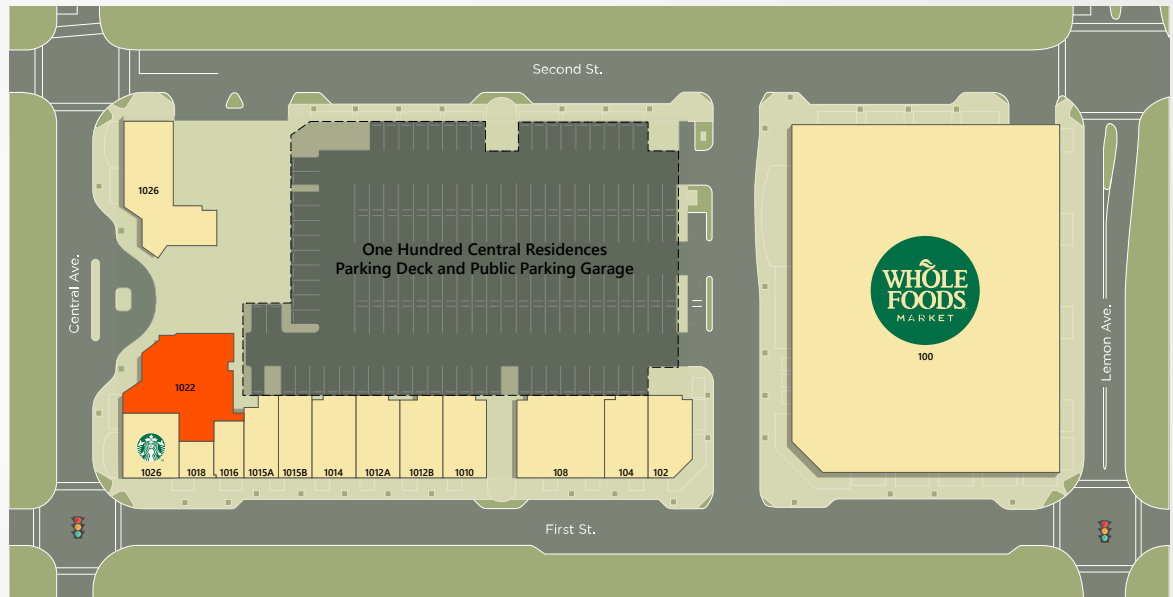 Second St.
1026
One Hundred Central Residences
Parking Deck and Public Parking Garage
Central Ave.
WHOLE
FOODS
MARKET
100
Lemon Ave.
1022
1026
1018
1016
1015A
1015B
1014
1012A
1012B
1010
108
104
102
First St.